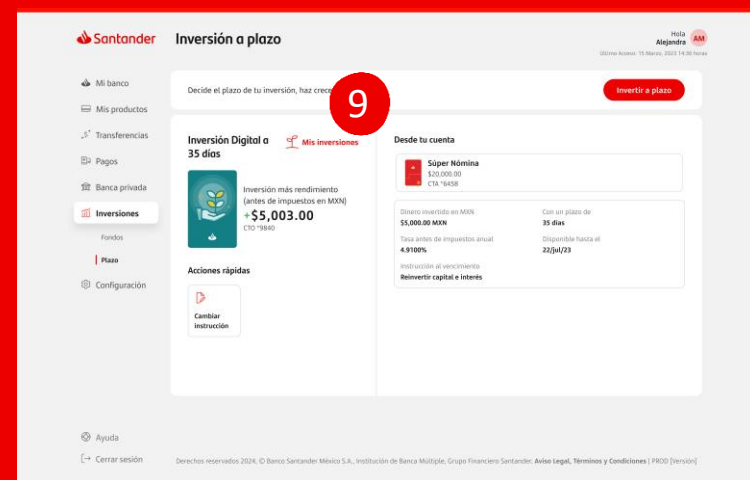 Santander
Inversión a plazo
Hola
Alejandra
AM
Último Acceso: 15 Marzo, 2023 14:36 horas
Mi banco
Mis productos
Transferencias
Pagos
Banca privada
Inversiones
Fondos
Plazo
Configuración
Ayuda
Cerrar sesión
Decide el plazo de tu inversión, haz crece
9
Invertir a plazo
Inversión Digital a
35 días
Mis inversiones
Inversión más rendimiento
(antes de impuestos en MXN)
+$5,003.00
CTO *9840
Acciones rápidas
Cambiar
instrucción
Desde tu cuenta
Súper Nómina
$20,000.00
CTA *6458
Dinero invertido en MXN
$5,000.00 MXN
Con un plazo de
35 días
Tasa antes de impuestos anual
4.9100%
Disponible hasta el
22/jul/23
Instrucción al vencimiento
Reinvertir capital e interés
Derechos reservados 2024, © Banco Santander México S.A., Institución de Banca Múltiple, Grupo Financiero Santander. Aviso Legal, Términos y Condiciones | PROD [Versión]